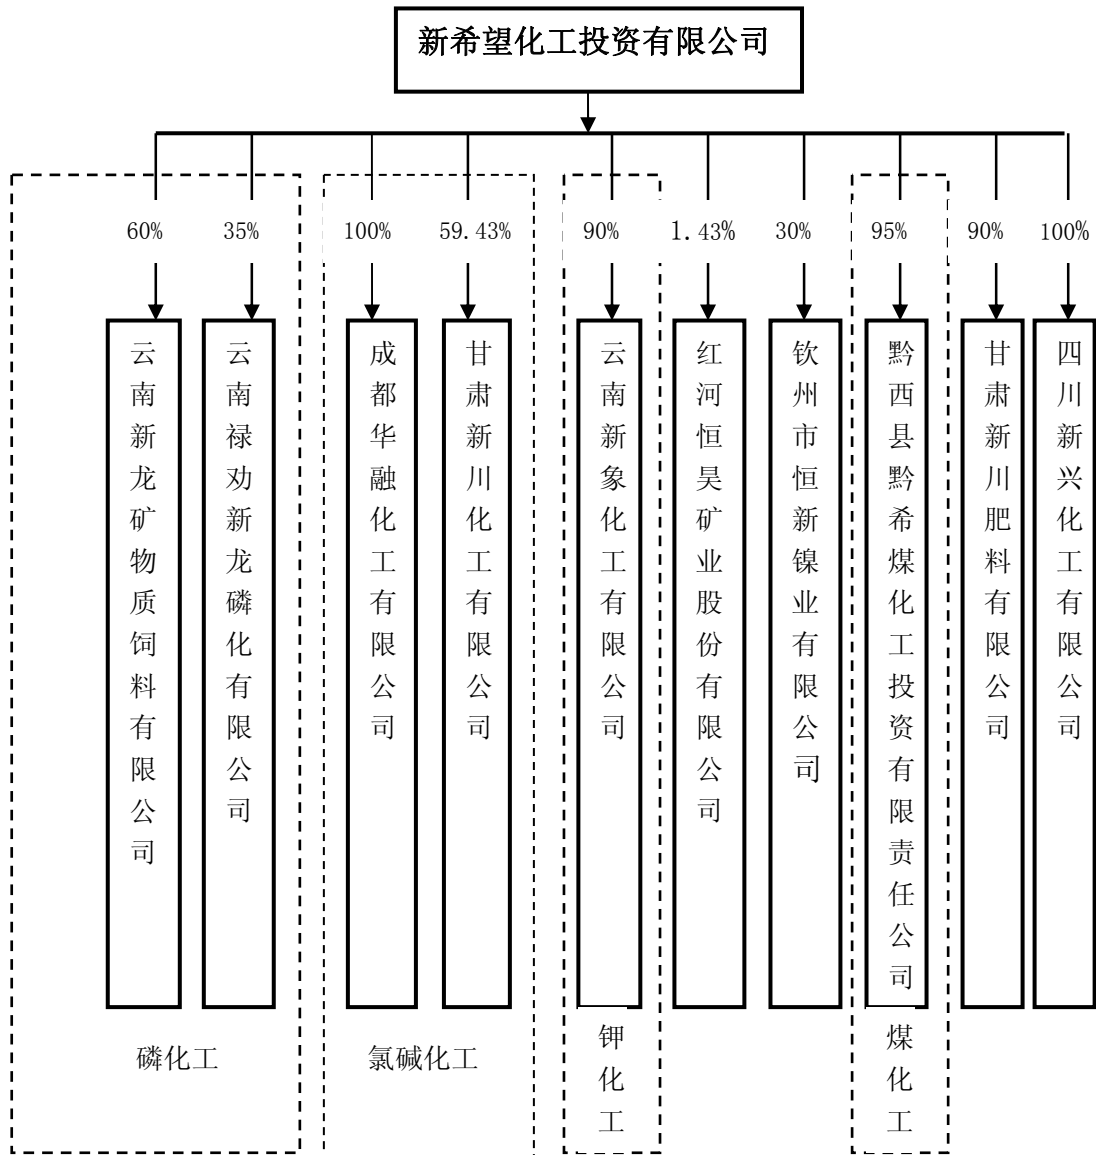 新希望化工投资有限公司
60%
35%
100%
59.43%
90%
1.43%
30%
95%
90%
100%
云南新龙矿物质饲料有限公司
云南禄劝新龙磷化有限公司
成都华融化工有限公司
甘肃新川化工有限公司
云南新象化工有限公司
红河恒昊矿业股份有限公司
钦州市恒新镍业有限公司
黔西县黔希煤化工投资有限责任公司
甘肃新川肥料有限公司
四川新兴化工有限公司
磷化工
氯碱化工
钾化工
煤化工